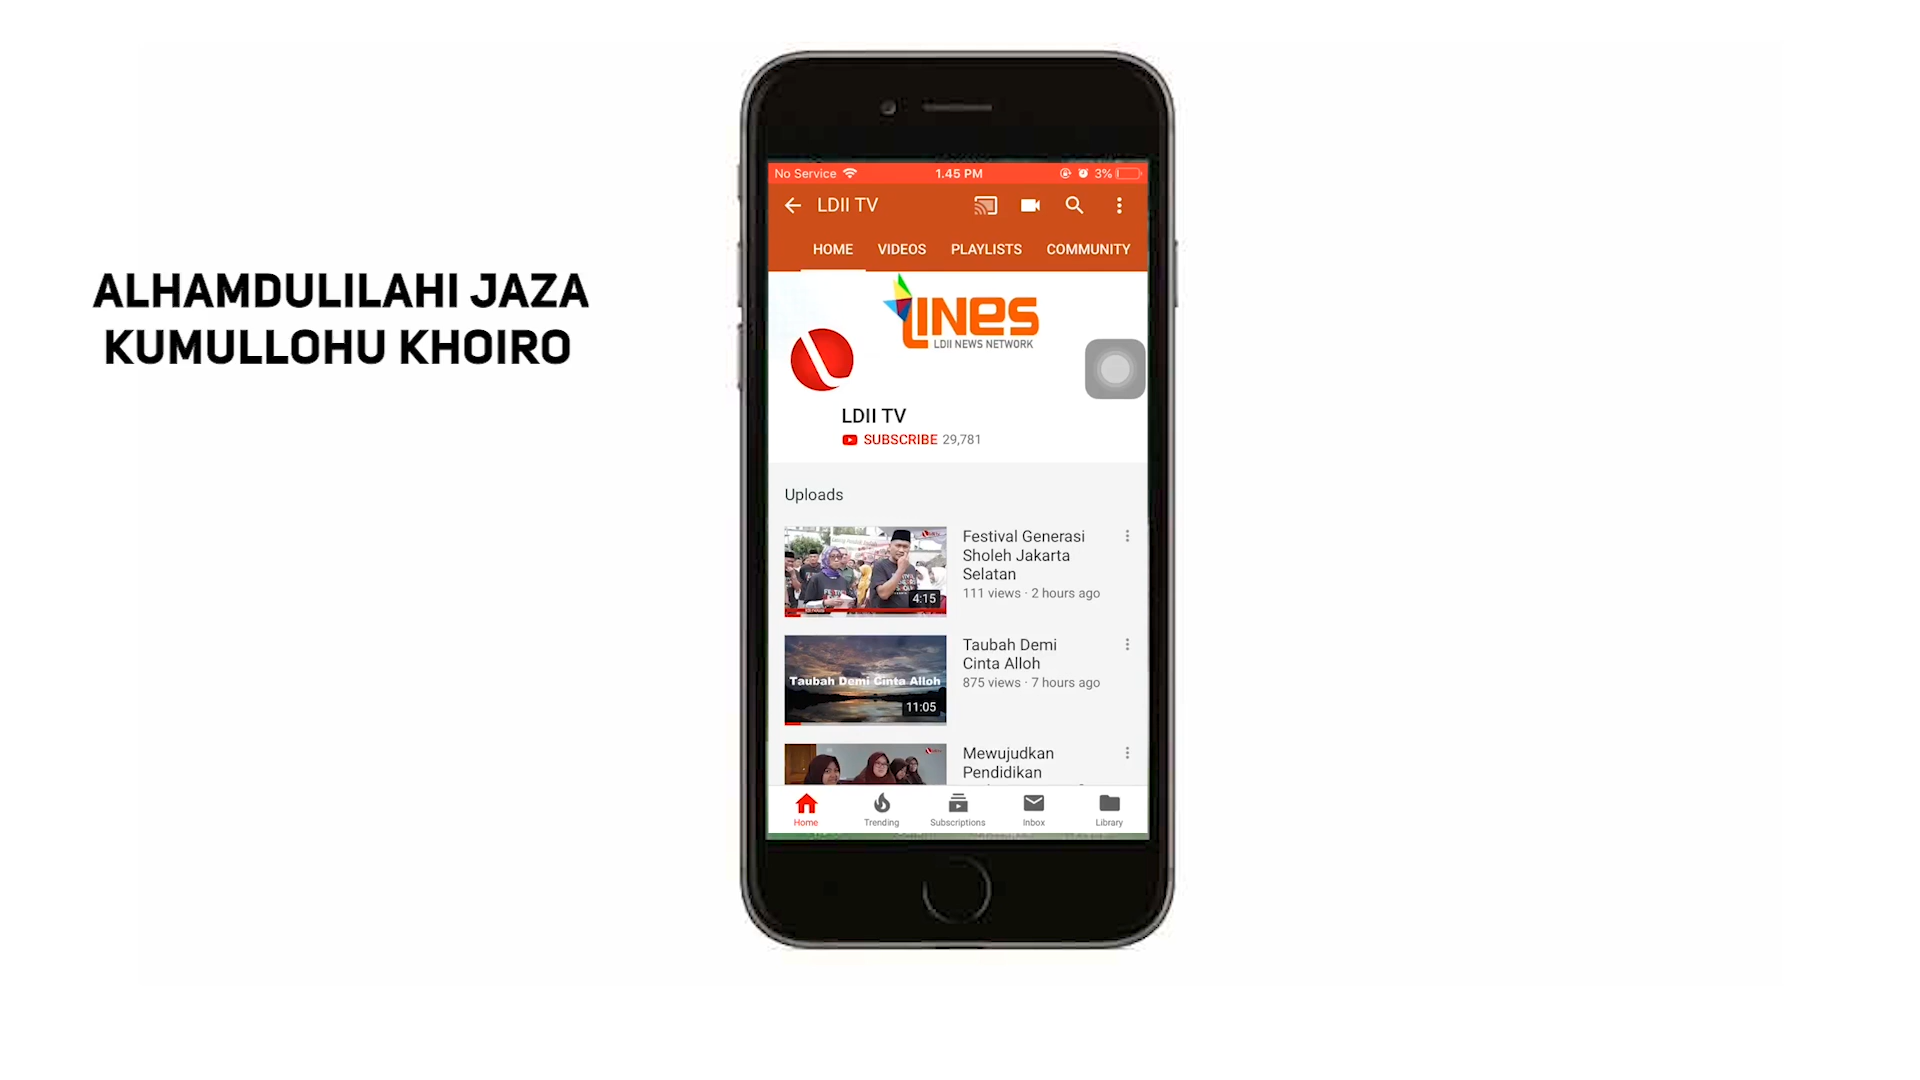 ALHAMDULILAHI JAZA
KUMULLOHU KHOIRO
No Service
1.45 PM
3%
LDII TV
HOME VIDEOS PLAYLISTS COMMUNITY
LINES
LDII NEWS NETWORK
LDII TV
SUBSCRIBE 29,781
Uploads
Festival Generasi
Sholeh Jakarta
Selatan
111 views · 2 hours ago
4:15
Taubah Demi Cinta Alloh
11:05
Taubah Demi
Cinta Alloh
875 views · 7 hours ago
Mewujudkan
Pendidikan
Home Trending Subscriptions Inbox Library